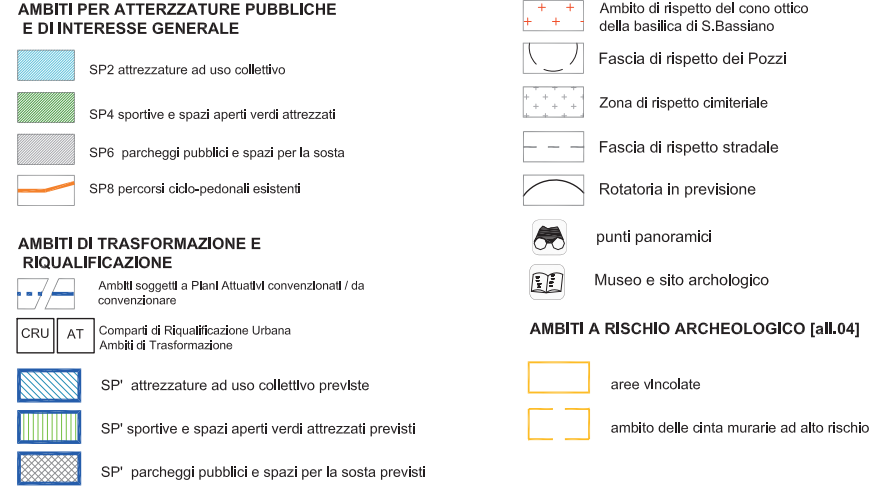 AMBITI PER ATTERZZATURE PUBBLICHE
E DI INTERESSE GENERALE
SP2 attrezzature ad uso collettivo
SP4 sportive e spazi aperti verdi attrezzati
SP6 parcheggi pubblici e spazi per la sosta
SP8 percorsi ciclo-pedonali esistenti
AMBITI DI TRASFORMAZIONE E
RIQUALIFICAZIONE
Ambiti soggetti a Piani Attuativi convenzionati / da
convenzionare
CRU AT
Comparti di Riqualificazione Urbana
Ambiti di Trasformazione
SP' attrezzature ad uso collettivo previste
SP' sportive e spazi aperti verdi attrezzati previsti
SP' parcheggi pubblici e spazi per la sosta previsti
Ambito di rispetto del cono ottico
della basilica di S.Bassiano
Fascia di rispetto dei Pozzi
Zona di rispetto cimiteriale
Fascia di rispetto stradale
Rotatoria in previsione
punti panoramici
Museo e sito archologico
AMBITI A RISCHIO ARCHEOLOGICO [all.04]
aree vincolate
ambito delle cinta murarie ad alto rischio